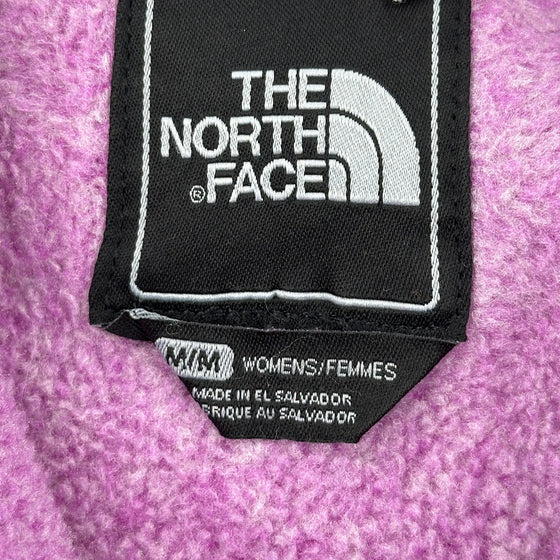 THE
NORTH
FACE
®
M/M WOMENS/FEMMES
MADE IN EL SALVADOR
BRIQUE AU SALVADOR